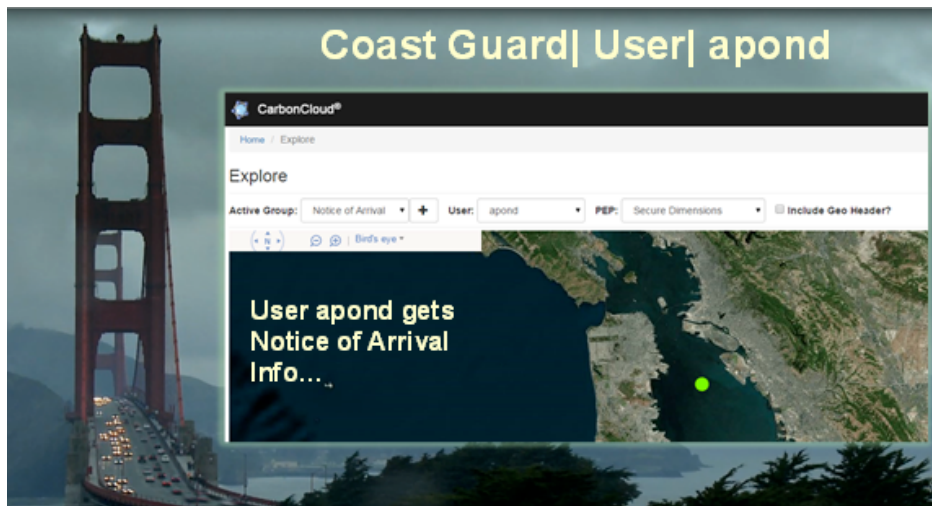 Coast Guard| User| apond
CarbonCloud®
Home / Explore
Explore
Active Group: Notice of Arrival + User: apond PEP: Secure Dimensions Include Geo Header?
N Bird's eye
User apond gets
Notice of Arrival
Info...